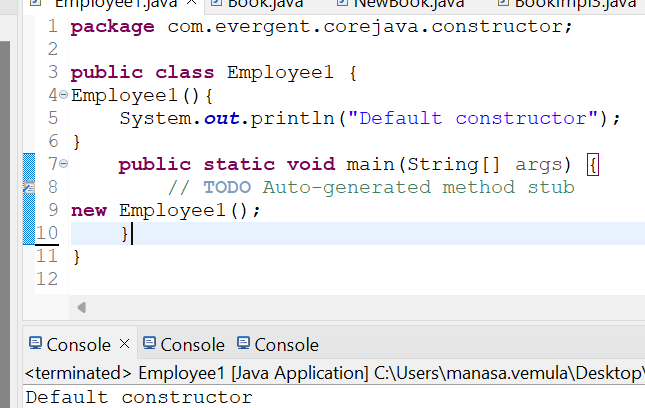 Employee1.java Book.java NewBook.java BookImpl3.java
1 package com.evergent.corejava.constructor;
2
3 public class Employee1 {
4 Employee1(){
5 System.out.println("Default constructor");
6 }
7 public static void main(String[] args) {
8 // TODO Auto-generated method stub
9 new Employee1();
10 }
11 }
12
Console Console Console
<terminated> Employee1 [Java Application] C:\Users\manasa.vemula\Desktop\
Default constructor